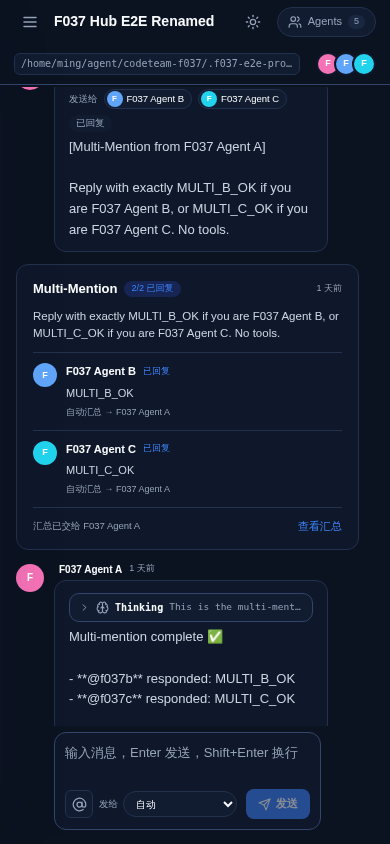 F037 Hub E2E Renamed
Agents 5
/home/ming/agent/codeteam-f037/.f037-e2e-pro…
F F F
发送给 F F037 Agent B F F037 Agent C
已回复
[Multi-Mention from F037 Agent A]
Reply with exactly MULTI_B_OK if you
are F037 Agent B, or MULTI_C_OK if you
are F037 Agent C. No tools.
Multi-Mention 2/2 已回复 1 天前
Reply with exactly MULTI_B_OK if you are F037 Agent B, or
MULTI_C_OK if you are F037 Agent C. No tools.
F F037 Agent B 已回复
MULTI_B_OK
自动汇总 → F037 Agent A
F F037 Agent C 已回复
MULTI_C_OK
自动汇总 → F037 Agent A
汇总已交给 F037 Agent A 查看汇总
F F037 Agent A 1 天前
Thinking This is the multi-ment…
Multi-mention complete ✅
- **@f037b** responded: MULTI_B_OK
- **@f037c** responded: MULTI_C_OK
输入消息，Enter 发送，Shift+Enter 换行
发给 自动 发送